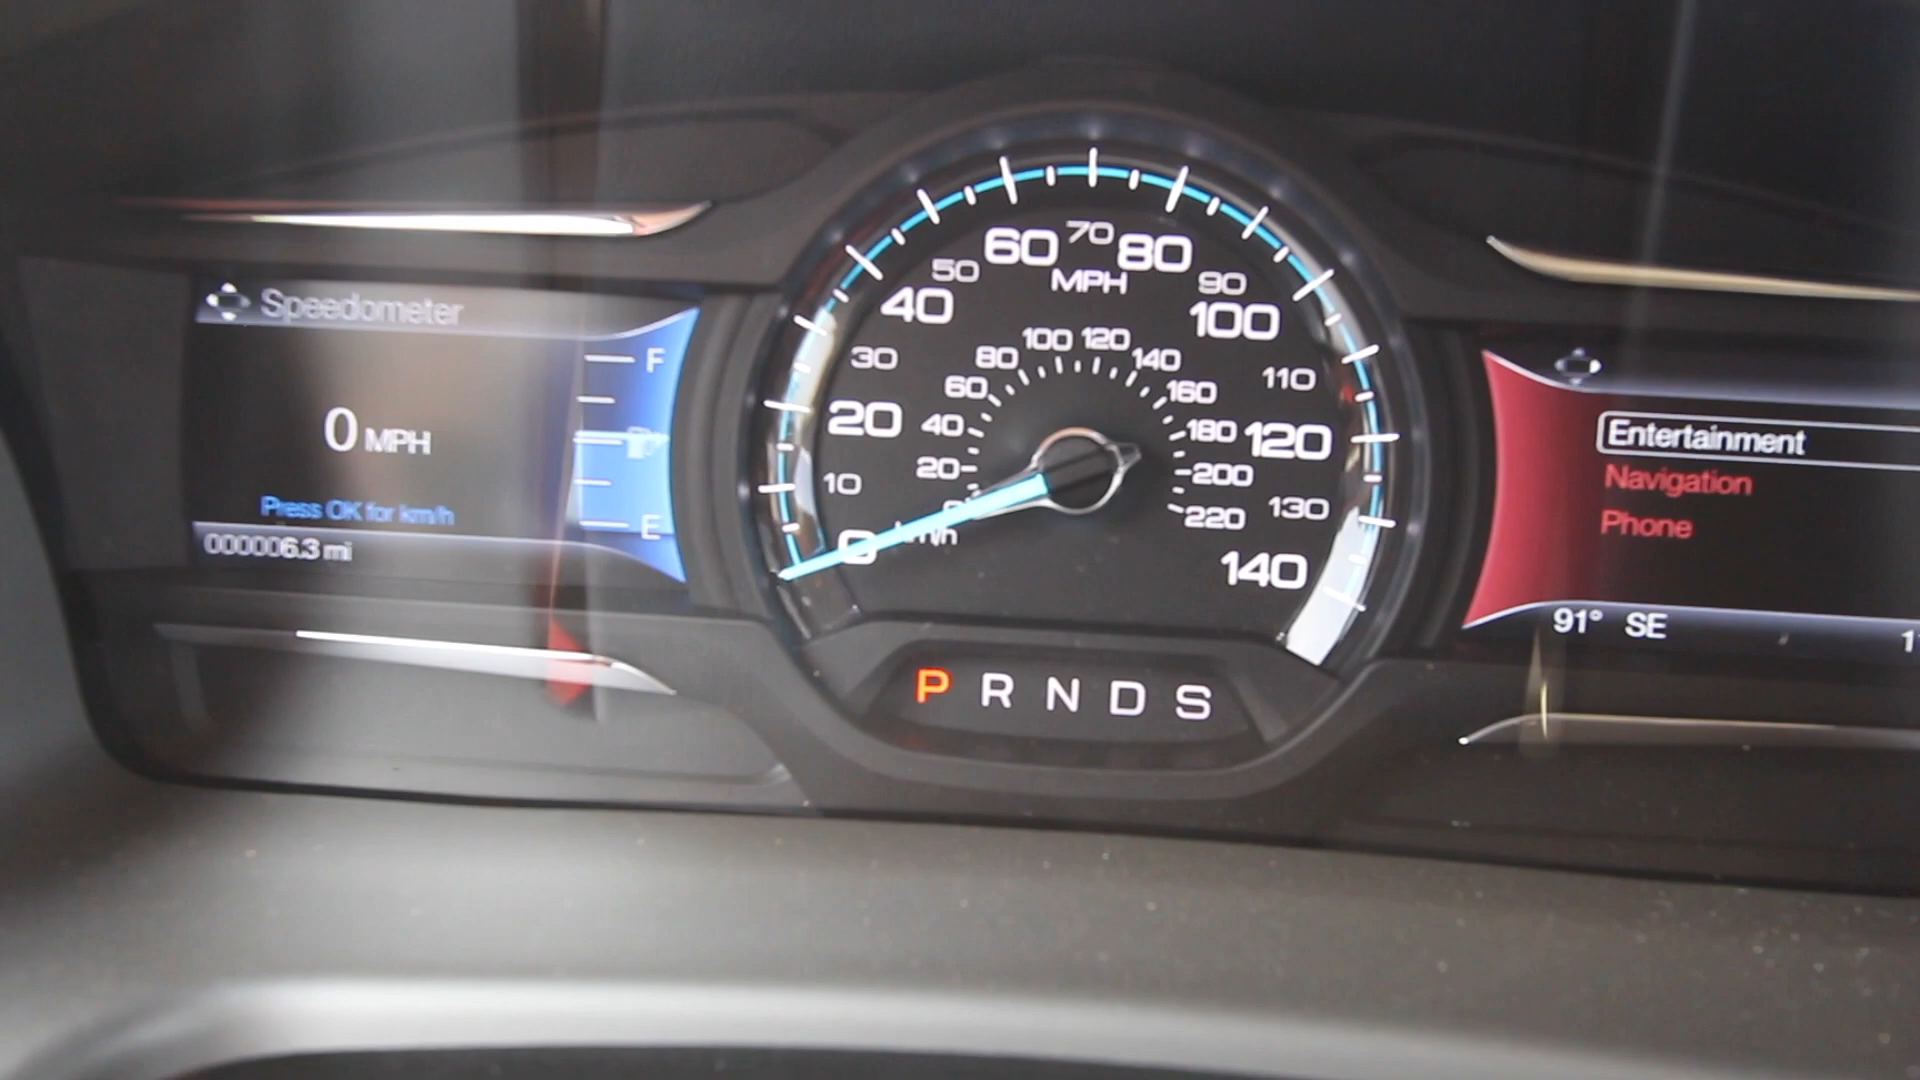 Speedometer
0 MPH
Press OK for km/h
000006.3 mi
F
E
0
10
20
30
40
50
60
70
80
90
100
110
120
130
140
MPH
20
40
60
80
100
120
140
160
180
200
220
P R N D S
Entertainment
Navigation
Phone
91° SE